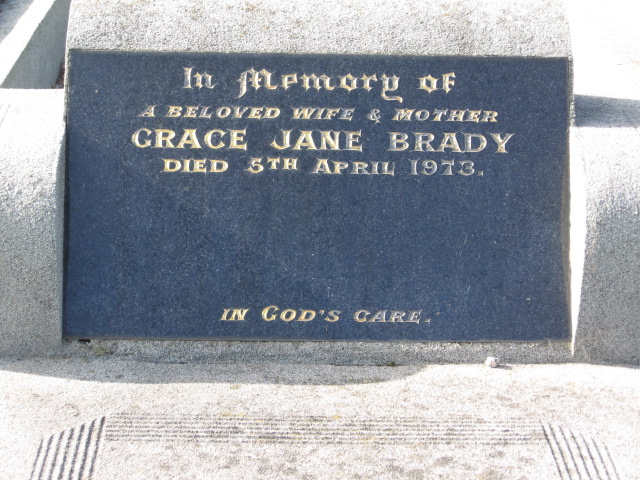 In Memory of
A BELOVED WIFE & MOTHER
GRACE JANE BRADY
DIED 5TH APRIL 1973.
IN GOD'S CARE.